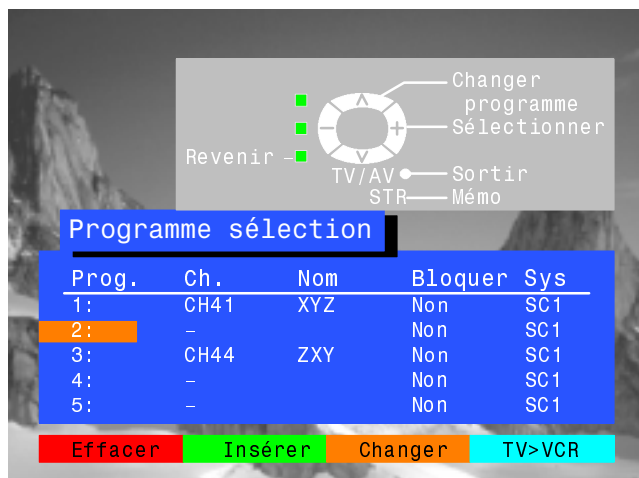 Changer
programme
Sélectionner
Revenir
TV/AV Sortir
STR Mémo
Programme sélection
Prog. Ch. Nom Bloquer Sys
1: CH41 XYZ Non SC1
2: – Non SC1
3: CH44 ZXY Non SC1
4: – Non SC1
5: – Non SC1
Effacer Insérer Changer TV>VCR